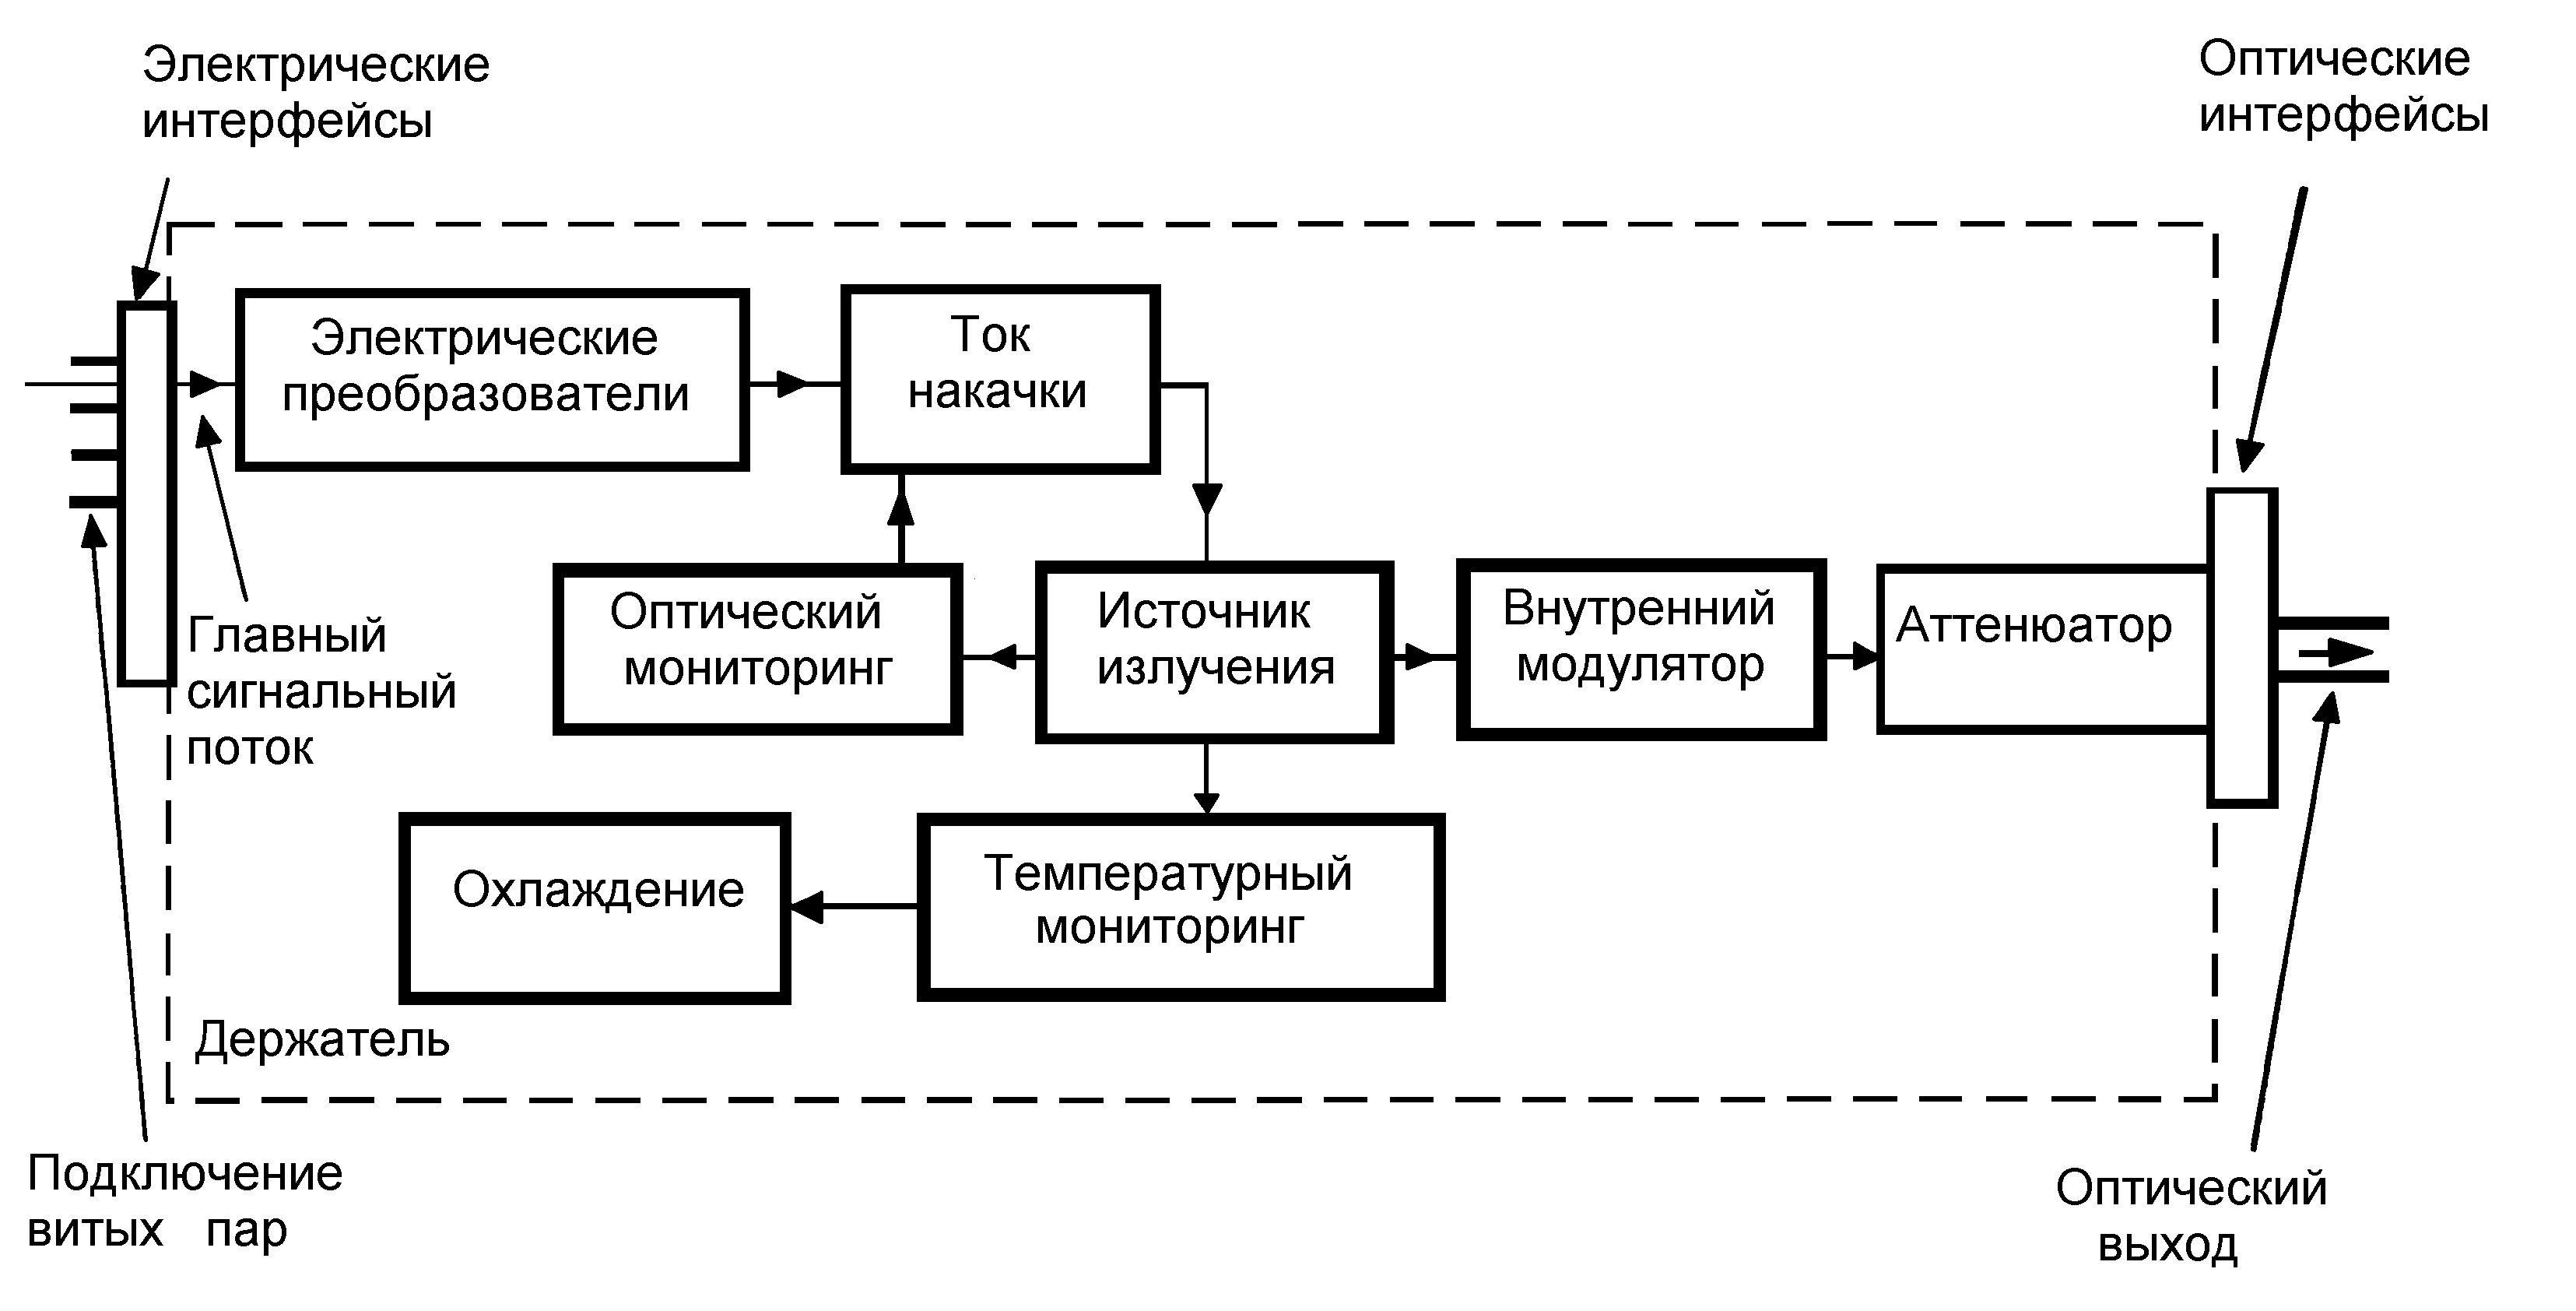 Электрические
интерфейсы
Оптические
интерфейсы
Электрические
преобразователи
Ток
накачки
Главный
сигнальный
поток
Оптический
мониторинг
Источник
излучения
Внутренний
модулятор
Аттенюатор
Охлаждение
Температурный
мониторинг
Держатель
Подключение
витых пар
Оптический
выход